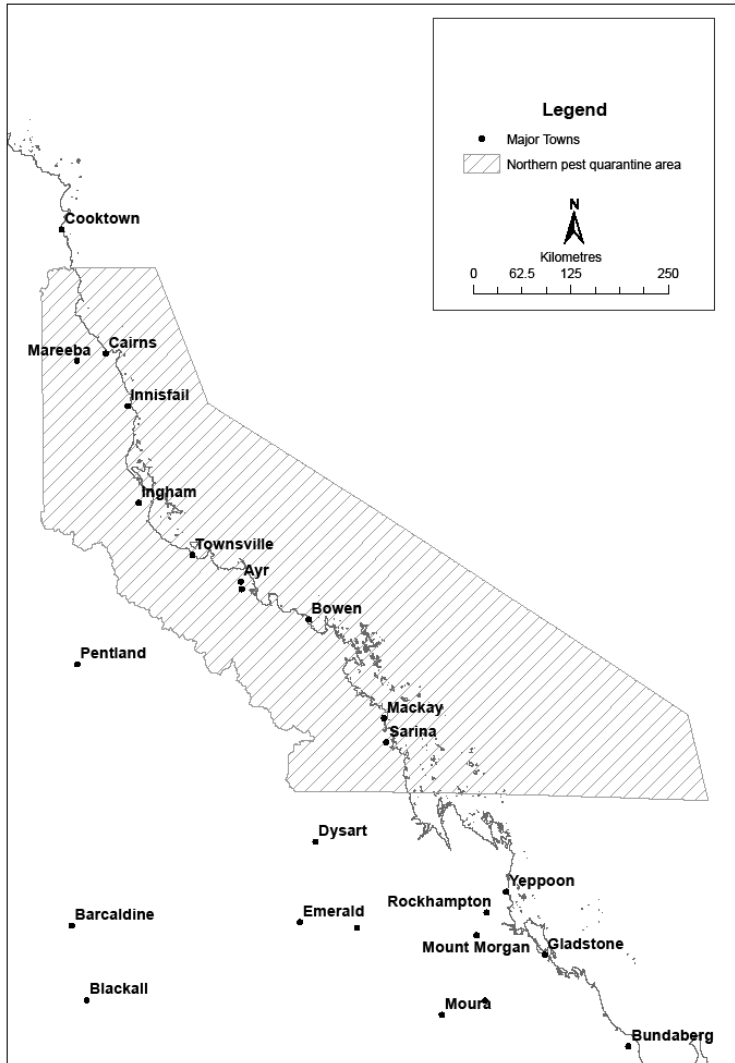 Legend
Major Towns
Northern pest quarantine area
N
Kilometres
0 62.5 125 250
Cooktown
Cairns
Mareeba
Innisfail
Ingham
Townsville
Ayr
Bowen
Pentland
Mackay
Sarina
Dysart
Yeppoon
Rockhampton
Emerald
Barcaldine
Mount Morgan
Gladstone
Blackall
Moura
Bundaberg